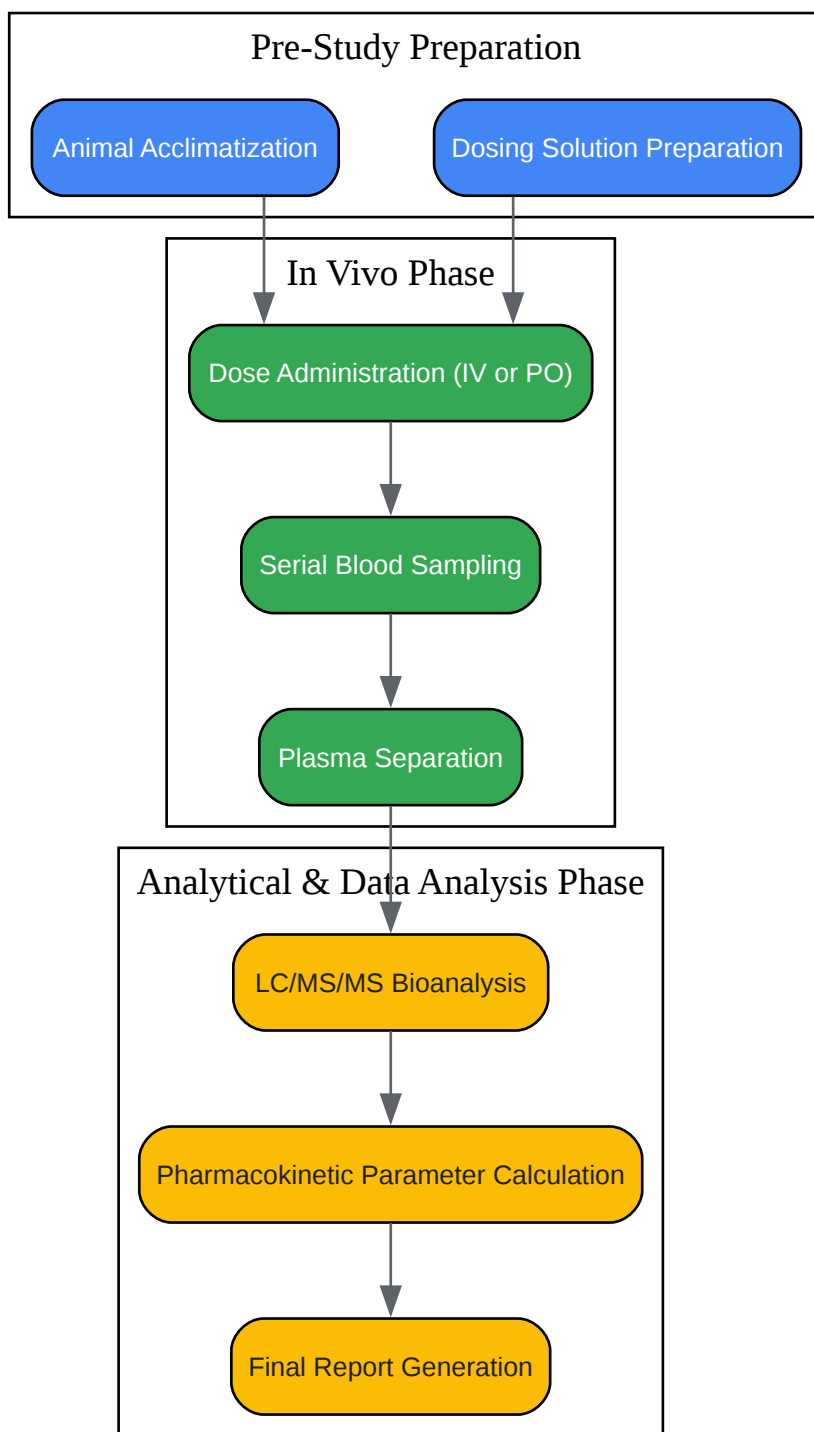 Pre-Study Preparation
Animal Acclimatization
Dosing Solution Preparation
In Vivo Phase
Dose Administration (IV or PO)
Serial Blood Sampling
Plasma Separation
Analytical & Data Analysis Phase
LC/MS/MS Bioanalysis
Pharmacokinetic Parameter Calculation
Final Report Generation